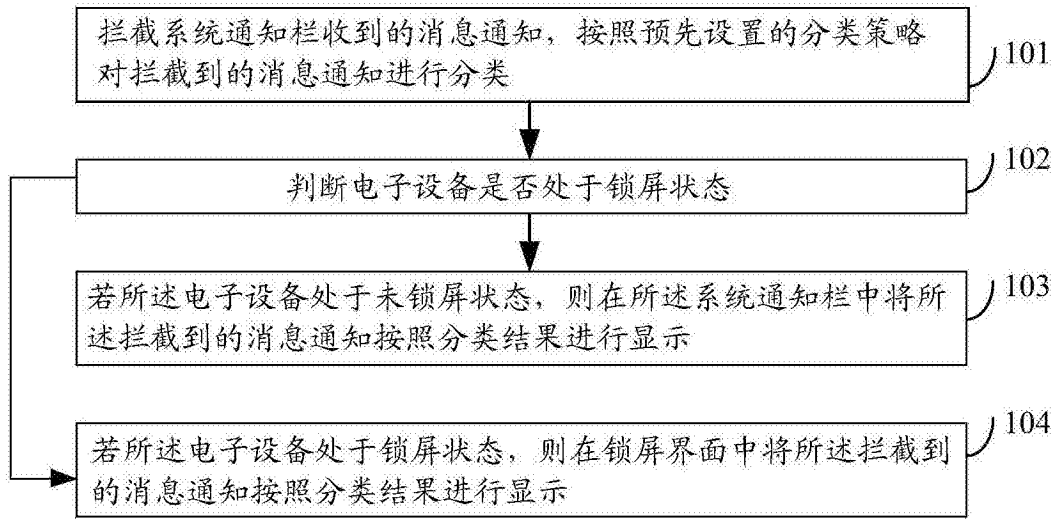 拦截系统通知栏收到的消息通知，按照预先设置的分类策略
对拦截到的消息通知进行分类
101
判断电子设备是否处于锁屏状态
102
若所述电子设备处于未锁屏状态，则在所述系统通知栏中将所
述拦截到的消息通知按照分类结果进行显示
103
若所述电子设备处于锁屏状态，则在锁屏界面中将所述拦截到
的消息通知按照分类结果进行显示
104